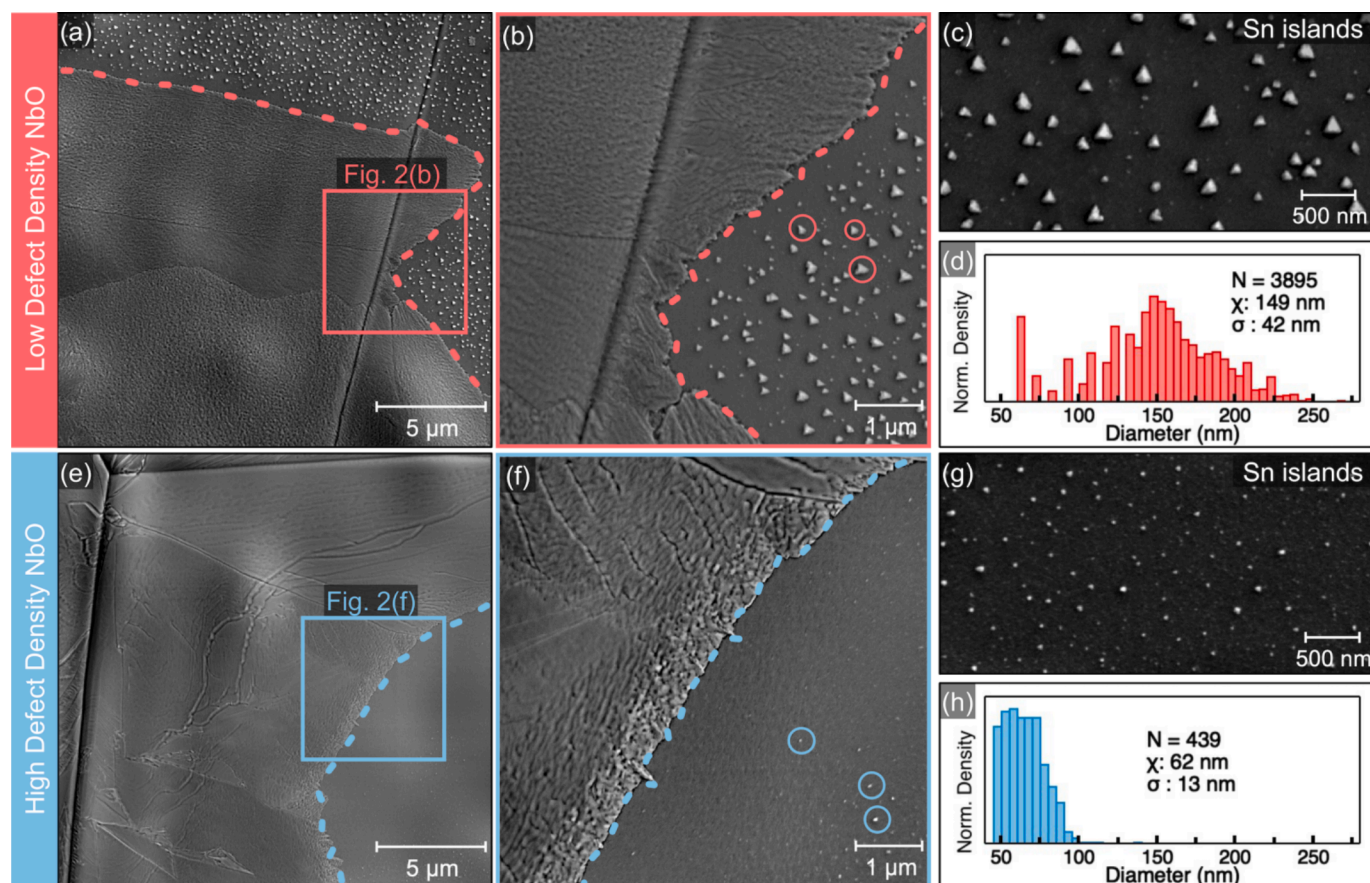 Low Defect Density NbO
(a)
Fig. 2(b)
5 µm
(b)
1 µm
(c)
Sn islands
500 nm
(d)
N = 3895
χ: 149 nm
σ : 42 nm
Norm. Density
50 100 150 200 250
Diameter (nm)
High Defect Density NbO
(e)
Fig. 2(f)
5 µm
(f)
1 µm
(g)
Sn islands
500 nm
(h)
N = 439
χ: 62 nm
σ : 13 nm
Norm. Density
50 100 150 200 250
Diameter (nm)